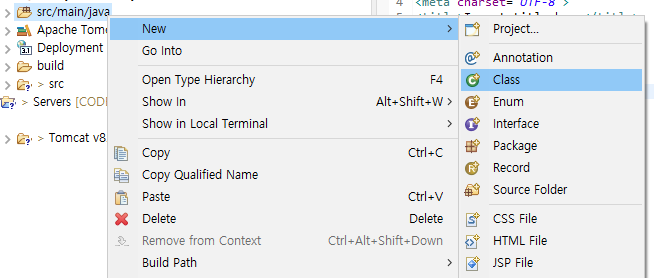 src/main/java
Apache Tomc
Deployment
build
> src
> Servers [CODI
> Tomcat v8
New
Go Into
Open Type Hierarchy F4
Show In Alt+Shift+W >
Show in Local Terminal
Copy Ctrl+C
Copy Qualified Name
Paste Ctrl+V
Delete Delete
Remove from Context Ctrl+Alt+Shift+Down
Build Path
4 <meta charset="UTF-8">
Project...
Annotation
Class
Enum
Interface
Package
Record
Source Folder
CSS File
HTML File
JSP File